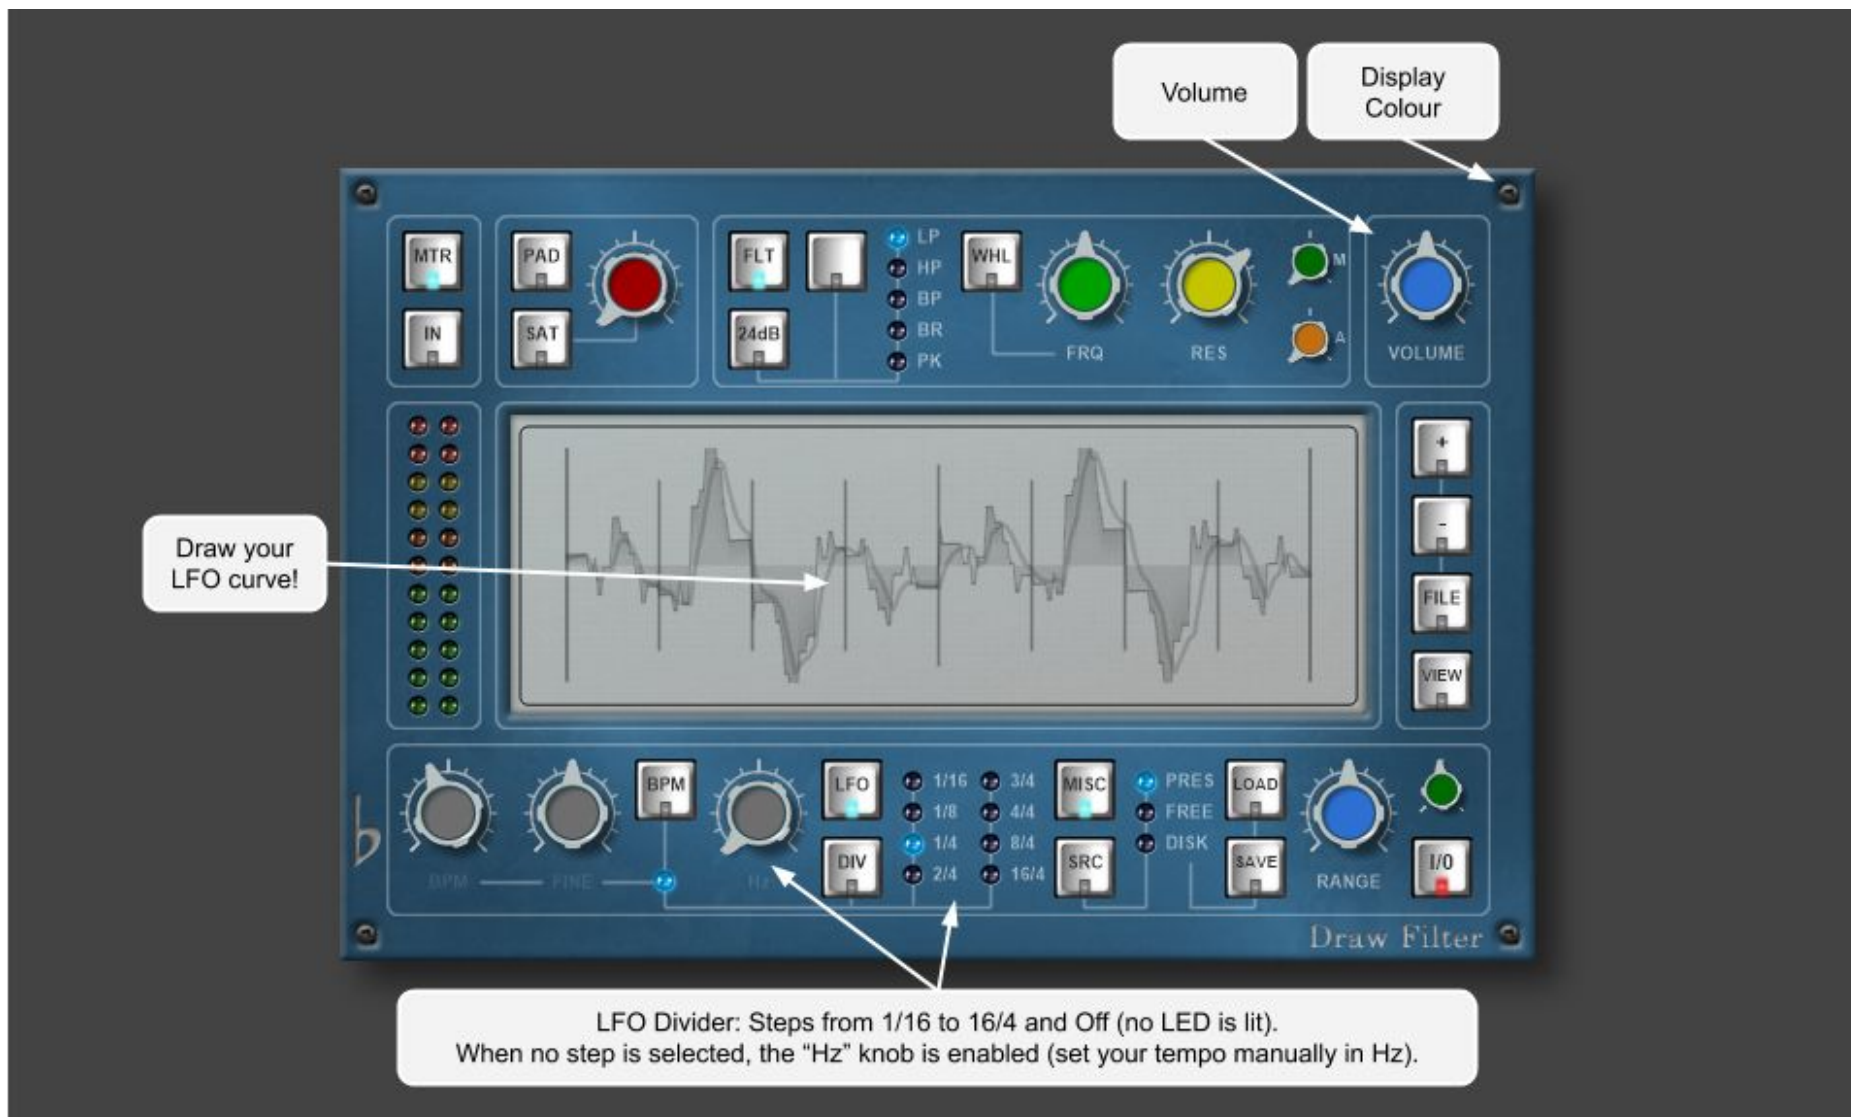 Volume
Display
Colour
MTR
PAD
FLT
LP
WHL
M
HP
BP
IN
SAT
24dB
BR
A
FRQ
RES
VOLUME
PK
+
-
Draw your
LFO curve!
FILE
VIEW
BPM
LFO
1/16
3/4
MISC
PRES
LOAD
1/8
4/4
FREE
1/4
8/4
DISK
DIV
SRC
SAVE
I/O
2/4
16/4
RANGE
BPM
FINE
Hz
Draw Filter
LFO Divider: Steps from 1/16 to 16/4 and Off (no LED is lit).
When no step is selected, the “Hz” knob is enabled (set your tempo manually in Hz).